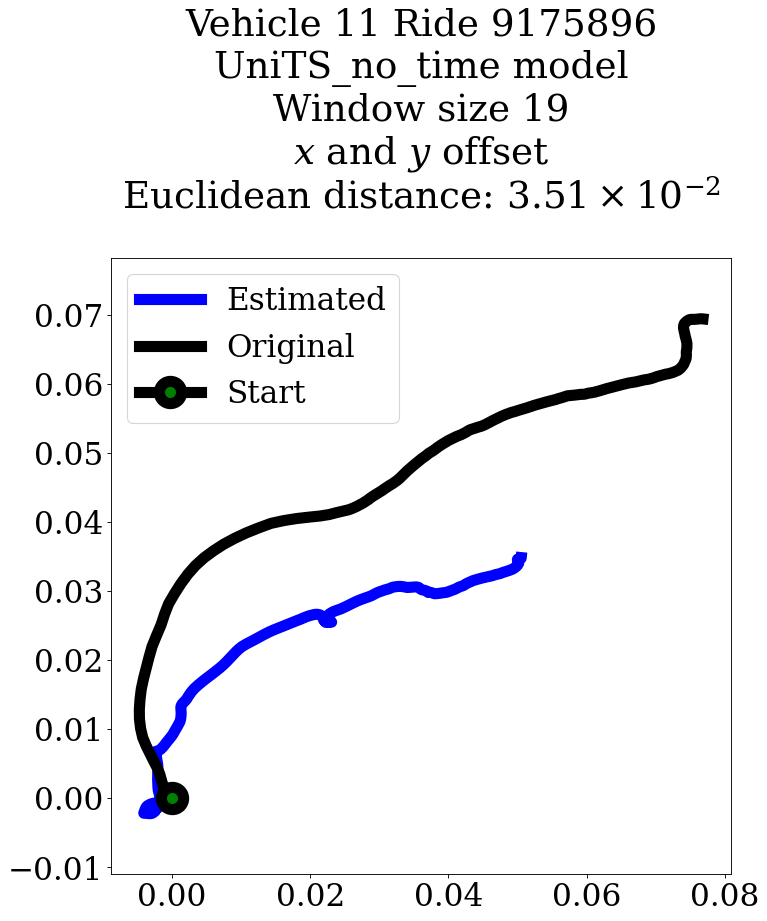 Vehicle 11 Ride 9175896
UniTS_no_time model
Window size 19
x and y offset
Euclidean distance: 3.51 × 10⁻²
Estimated
Original
Start
0.07
0.06
0.05
0.04
0.03
0.02
0.01
0.00
−0.01
0.00 0.02 0.04 0.06 0.08